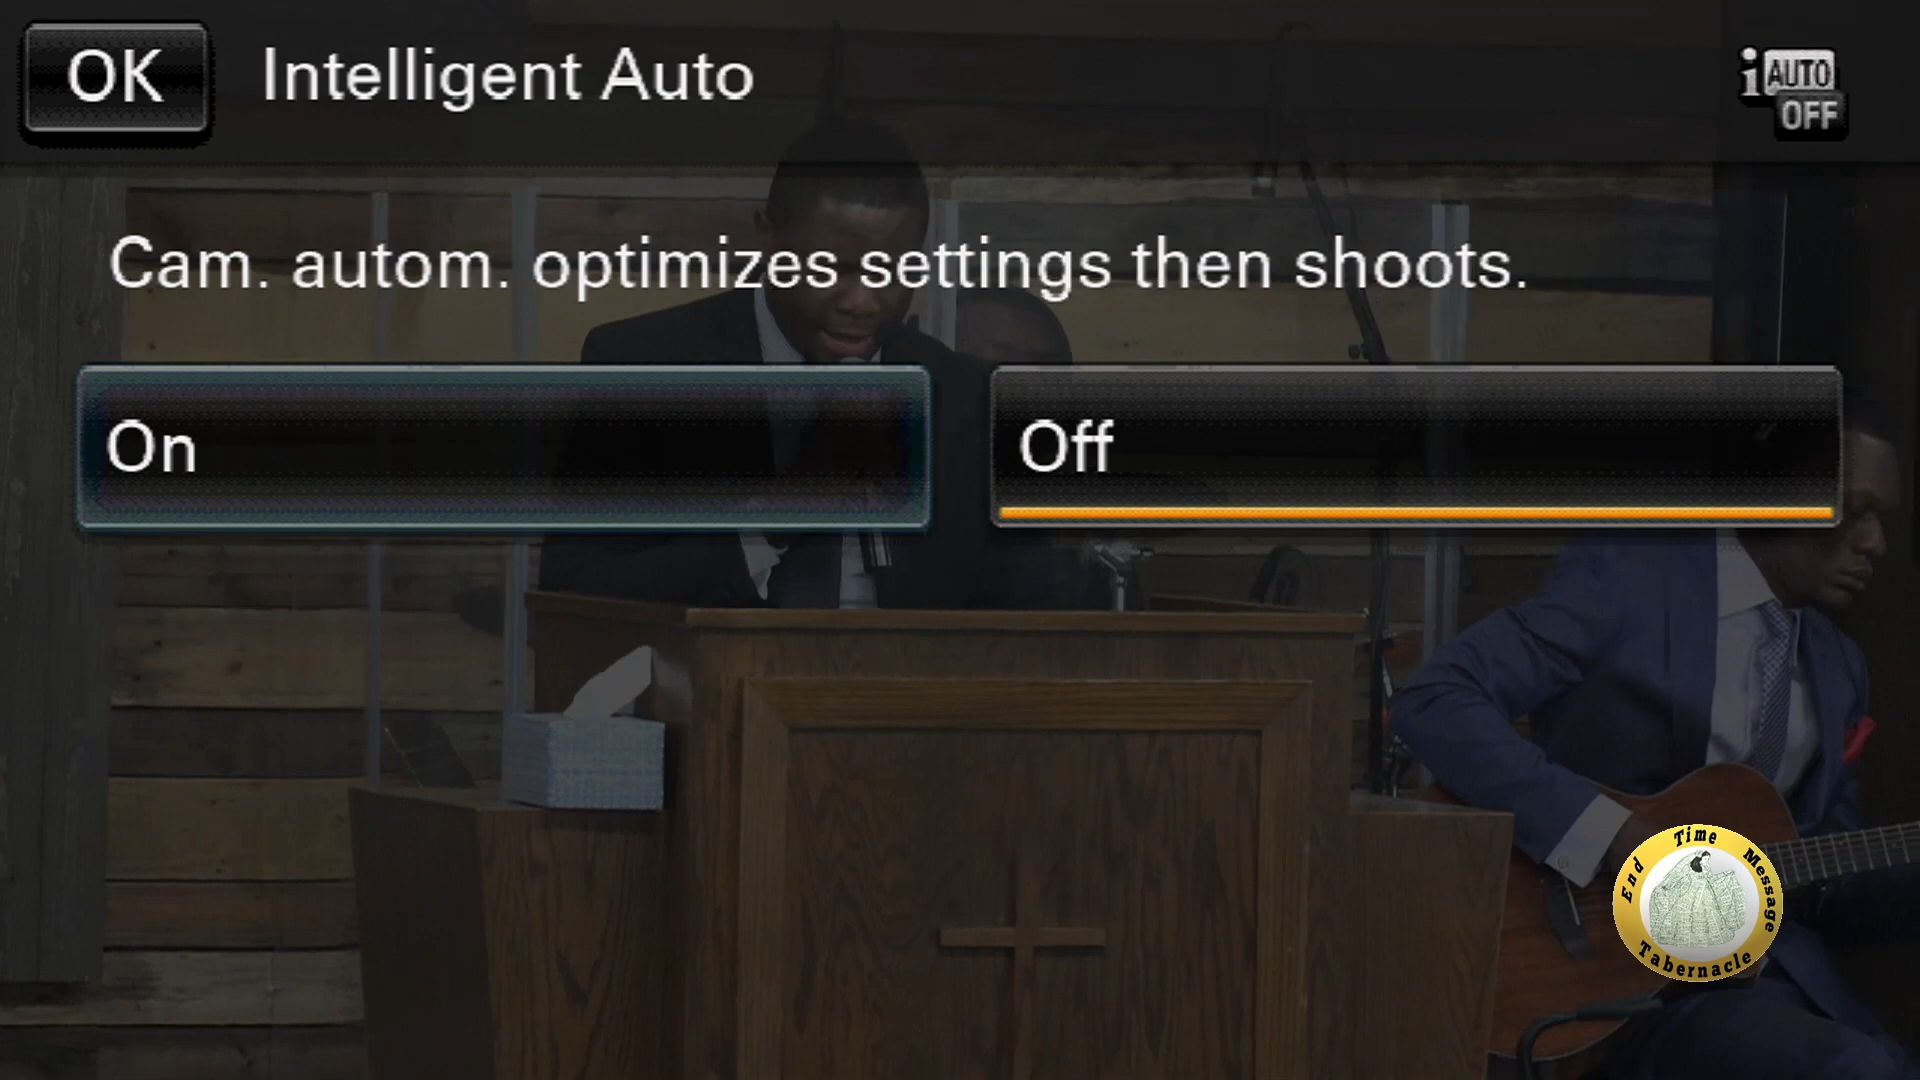 OK Intelligent Auto
iAUTO
OFF
Cam. autom. optimizes settings then shoots.
On Off
End Time Message
Tabernacle